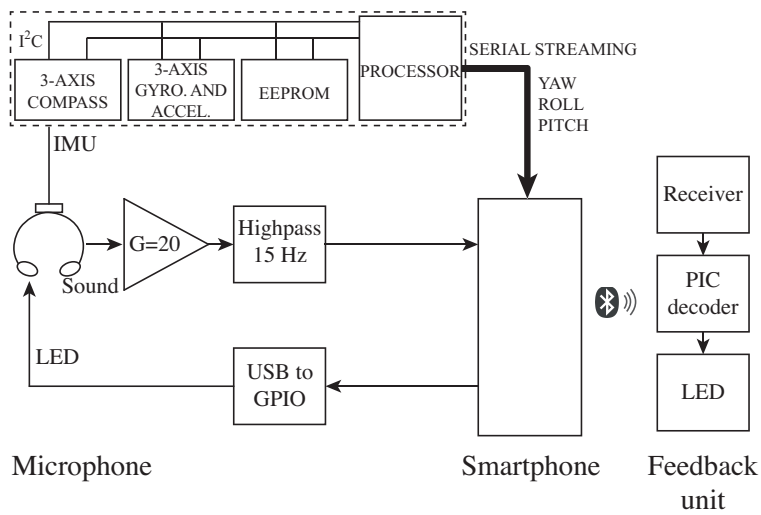 I²C
3-AXIS
COMPASS
3-AXIS
GYRO. AND
ACCEL.
EEPROM
PROCESSOR
SERIAL STREAMING
YAW
ROLL
PITCH
IMU
Sound
G=20
Highpass
15 Hz
LED
USB to
GPIO
Receiver
PIC
decoder
LED
Microphone
Smartphone
Feedback
unit